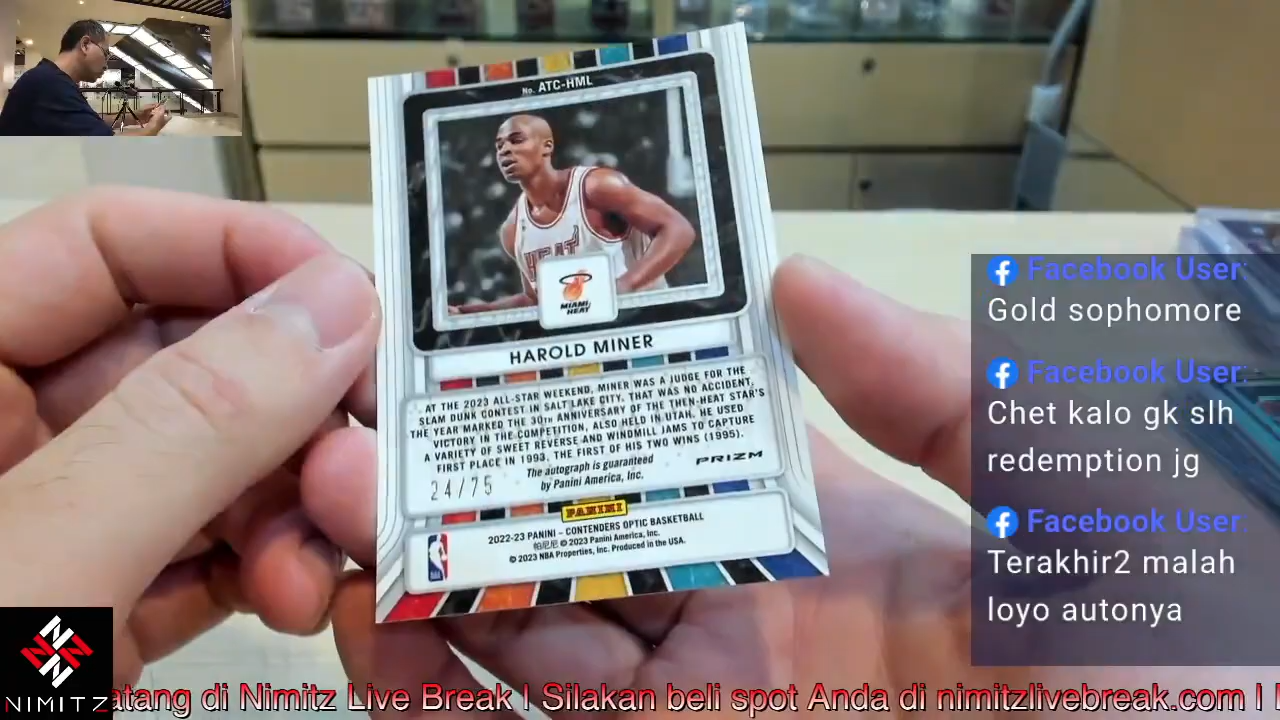 No. ATC-HML
HEAT
MIAMI
HEAT
HAROLD MINER
AT THE 2023 ALL-STAR WEEKEND, MINER WAS A JUDGE FOR THE
SLAM DUNK CONTEST IN SALT LAKE CITY. THAT WAS NO ACCIDENT,
THE YEAR MARKED THE 30TH ANNIVERSARY OF THE THEN-HEAT STAR'S
VICTORY IN THE COMPETITION, ALSO HELD IN UTAH. HE USED
A VARIETY OF SWEET REVERSE AND WINDMILL JAMS TO CAPTURE
FIRST PLACE IN 1993, THE FIRST OF HIS TWO WINS (1995).
The autograph is guaranteed
by Panini America, Inc.
PRIZM
24/75
PANINI
2022-23 PANINI – CONTENDERS OPTIC BASKETBALL
帕尼尼 © 2023 Panini America, Inc.
© 2023 NBA Properties, Inc. Produced in the USA.
NBA
Facebook User:
Gold sophomore
Facebook User:
Chet kalo gk slh
redemption jg
Facebook User:
Terakhir2 malah
loyo autonya
NIMITZ
atang di Nimitz Live Break | Silakan beli spot Anda di nimitzlivebreak.com |